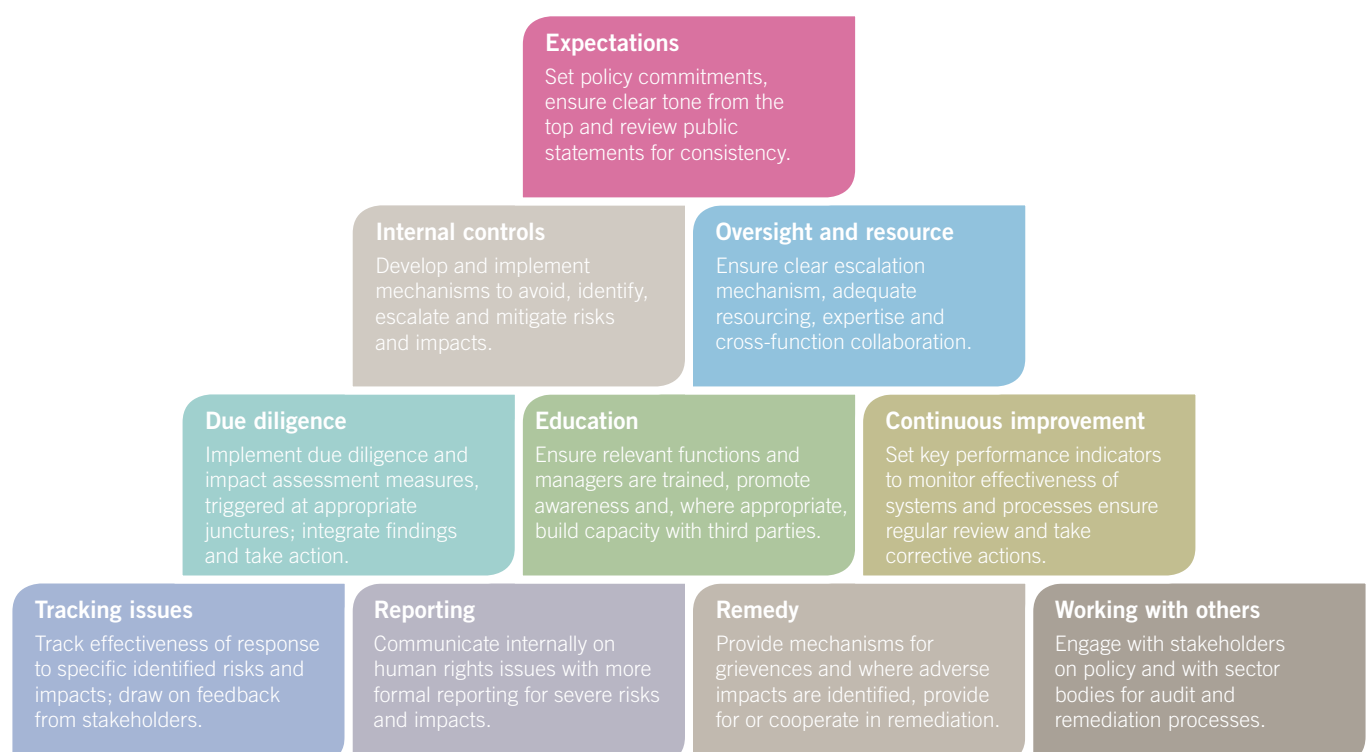 Expectations
Set policy commitments,
ensure clear tone from the
top and review public
statements for consistency.
Internal controls
Develop and implement
mechanisms to avoid, identify,
escalate and mitigate risks
and impacts.
Oversight and resource
Ensure clear escalation
mechanism, adequate
resourcing, expertise and
cross-function collaboration.
Due diligence
Implement due diligence and
impact assessment measures,
triggered at appropriate
junctures; integrate findings
and take action.
Education
Ensure relevant functions and
managers are trained, promote
awareness and, where appropriate,
build capacity with third parties.
Continuous improvement
Set key performance indicators
to monitor effectiveness of
systems and processes ensure
regular review and take
corrective actions.
Tracking issues
Track effectiveness of response
to specific identified risks and
impacts; draw on feedback
from stakeholders.
Reporting
Communicate internally on
human rights issues with more
formal reporting for severe risks
and impacts.
Remedy
Provide mechanisms for
grievences and where adverse
impacts are identified, provide
for or cooperate in remediation.
Working with others
Engage with stakeholders
on policy and with sector
bodies for audit and
remediation processes.